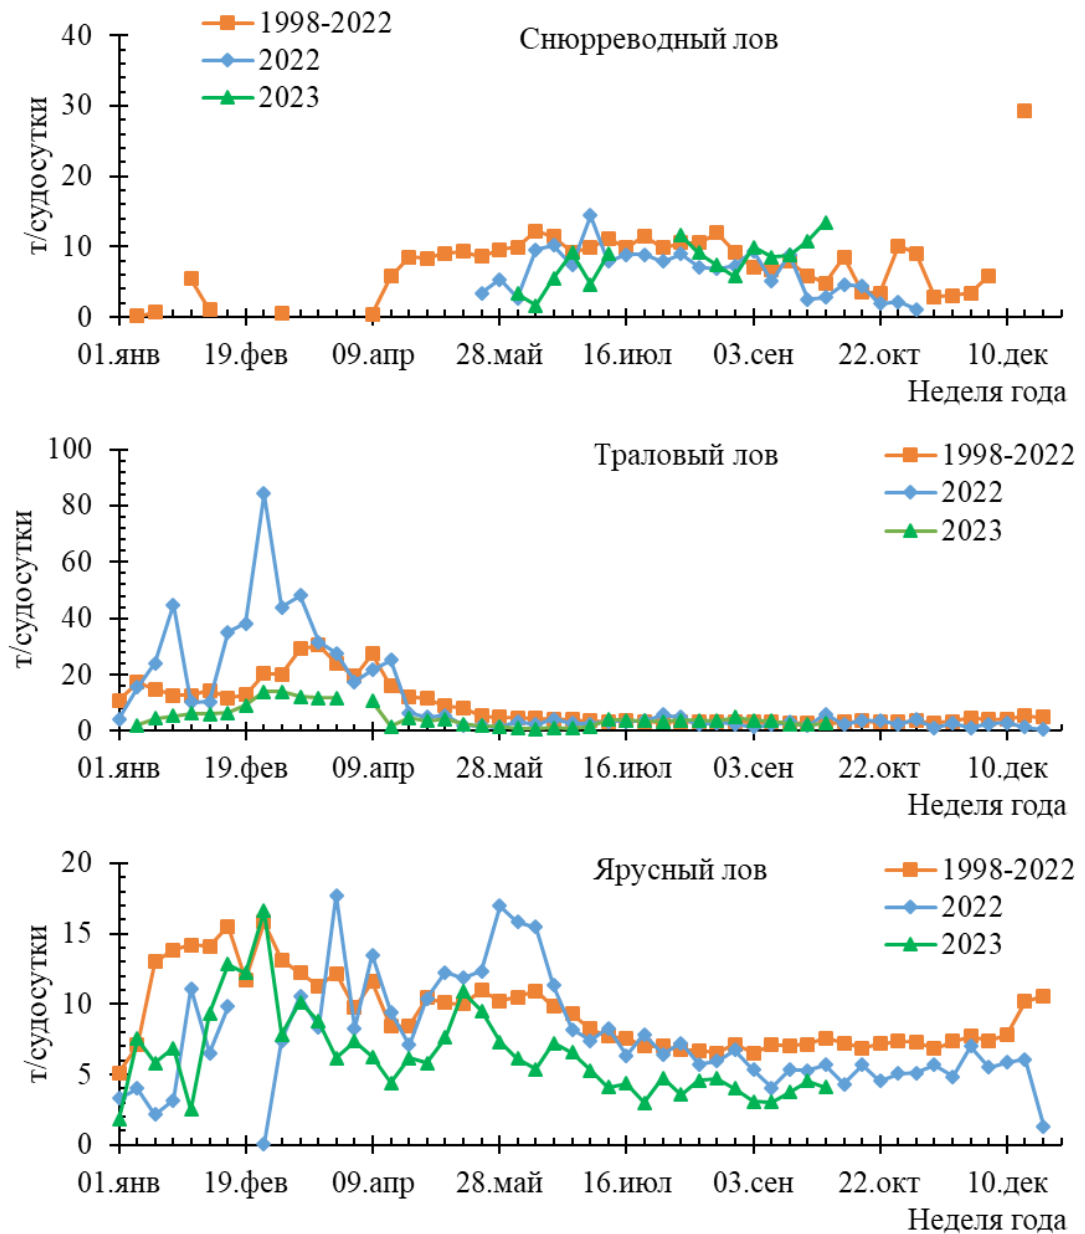 Снюрреводный лов
1998-2022
2022
2023
т/судосутки
40
30
20
10
0
01.янв 19.фев 09.апр 28.май 16.июл 03.сен 22.окт 10.дек
Неделя года
Траловый лов
1998-2022
2022
2023
т/судосутки
100
80
60
40
20
0
01.янв 19.фев 09.апр 28.май 16.июл 03.сен 22.окт 10.дек
Неделя года
Ярусный лов
1998-2022
2022
2023
т/судосутки
20
15
10
5
0
01.янв 19.фев 09.апр 28.май 16.июл 03.сен 22.окт 10.дек
Неделя года